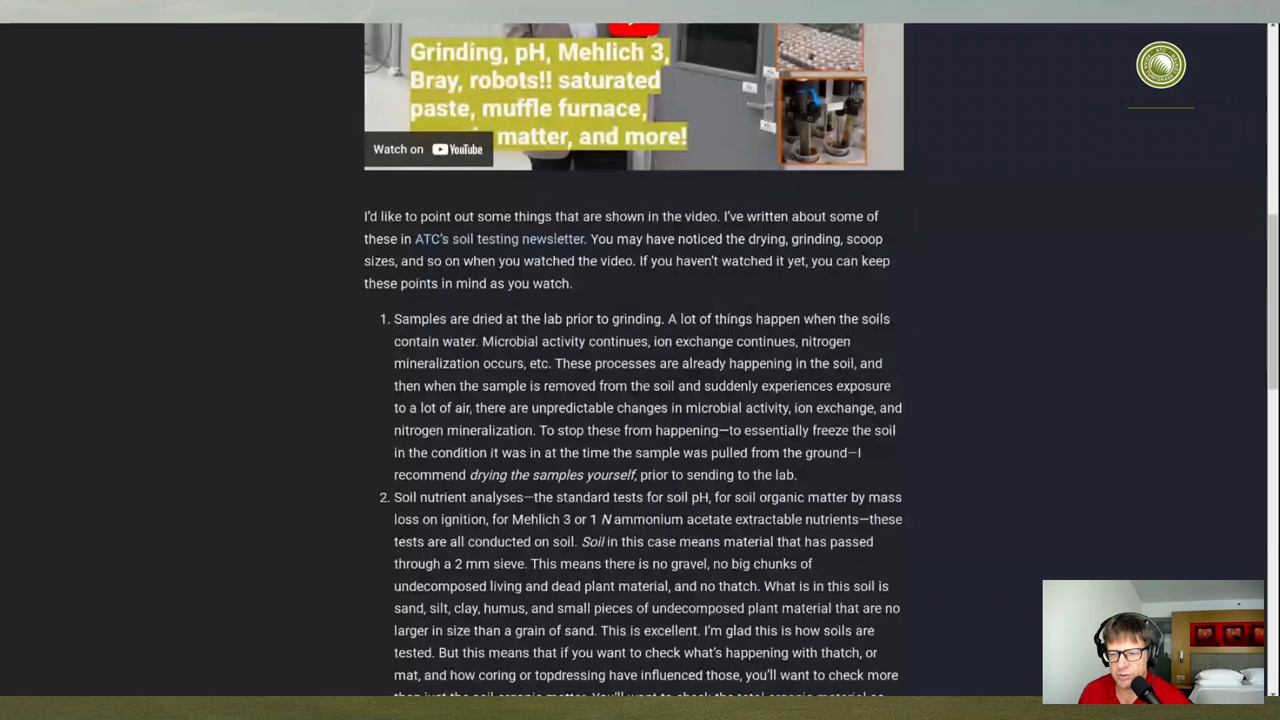 Grinding, pH, Mehlich 3,
Bray, robots!! saturated
paste, muffle furnace,
matter, and more!
Watch on YouTube
I'd like to point out some things that are shown in the video. I've written about some of
these in ATC's soil testing newsletter. You may have noticed the drying, grinding, scoop
sizes, and so on when you watched the video. If you haven't watched it yet, you can keep
these points in mind as you watch.
1. Samples are dried at the lab prior to grinding. A lot of things happen when the soils
contain water. Microbial activity continues, ion exchange continues, nitrogen
mineralization occurs, etc. These processes are already happening in the soil, and
then when the sample is removed from the soil and suddenly experiences exposure
to a lot of air, there are unpredictable changes in microbial activity, ion exchange, and
nitrogen mineralization. To stop these from happening—to essentially freeze the soil
in the condition it was in at the time the sample was pulled from the ground—I
recommend drying the samples yourself, prior to sending to the lab.
2. Soil nutrient analyses—the standard tests for soil pH, for soil organic matter by mass
loss on ignition, for Mehlich 3 or 1 N ammonium acetate extractable nutrients—these
tests are all conducted on soil. Soil in this case means material that has passed
through a 2 mm sieve. This means there is no gravel, no big chunks of
undecomposed living and dead plant material, and no thatch. What is in this soil is
sand, silt, clay, humus, and small pieces of undecomposed plant material that are no
larger in size than a grain of sand. This is excellent. I'm glad this is how soils are
tested. But this means that if you want to check what's happening with thatch, or
mat, and how coring or topdressing have influenced those, you'll want to check more
than just the soil organic matter. You'll want to check the total organic material as